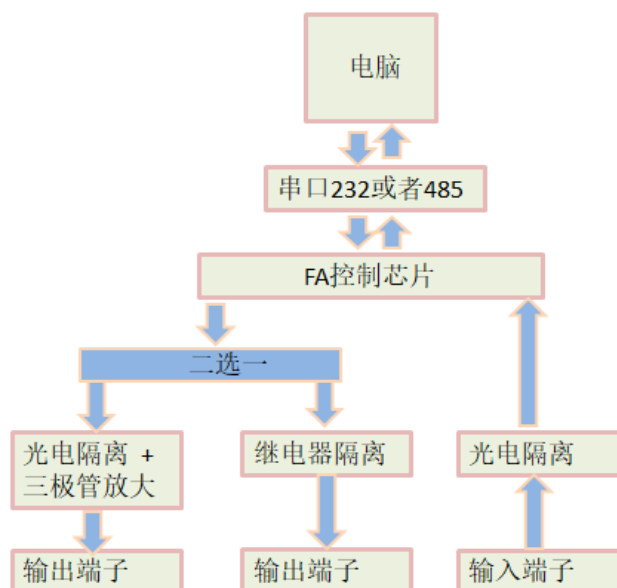 电脑
串口232或者485
FA控制芯片
二选一
光电隔离 +
三极管放大
继电器隔离
光电隔离
输出端子
输出端子
输入端子